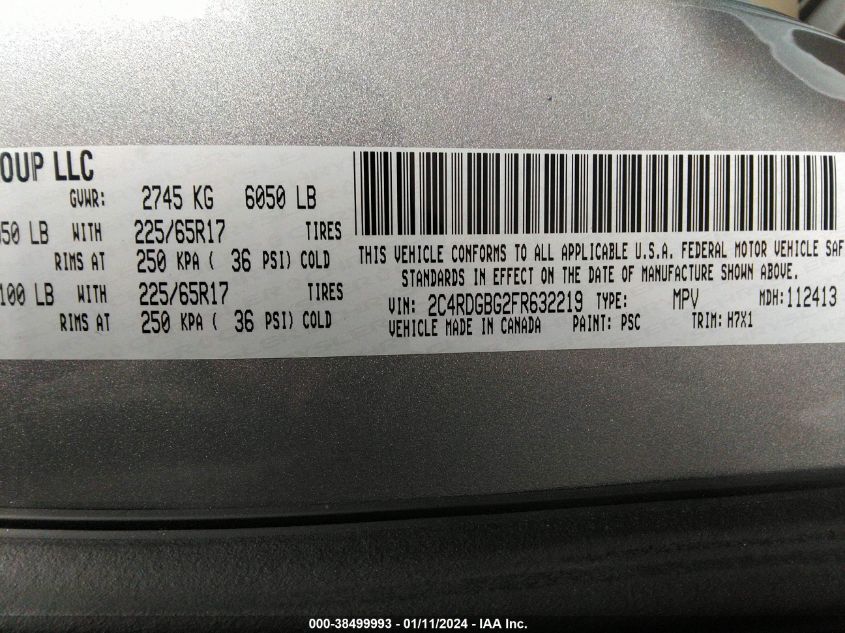 OUP LLC
GVWR: 2745 KG 6050 LB
050 LB WITH 225/65R17 TIRES
RIMS AT 250 KPA ( 36 PSI) COLD
100 LB WITH 225/65R17 TIRES
RIMS AT 250 KPA ( 36 PSI) COLD
THIS VEHICLE CONFORMS TO ALL APPLICABLE U.S.A. FEDERAL MOTOR VEHICLE SAF
STANDARDS IN EFFECT ON THE DATE OF MANUFACTURE SHOWN ABOVE.
VIN: 2C4RDGBG2FR632219 TYPE: MPV MDH: 112413
VEHICLE MADE IN CANADA PAINT: PSC TRIM: H7X1
000-38499993 - 01/11/2024 - IAA Inc.